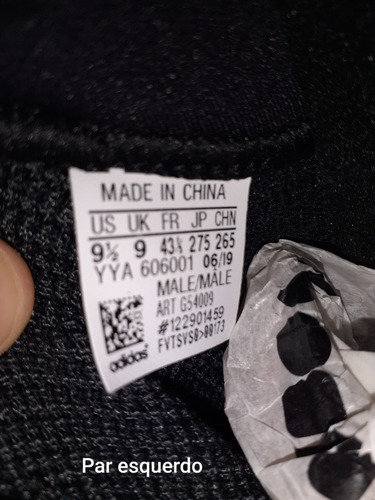 MADE IN CHINA
US UK FR JP CHN
9½ 9 43⅓ 275 265
YYA 606001 06/19
MALE/MÂLE
ART G54009
#122901459
FVTSVS0>00173
adidas
Par esquerdo